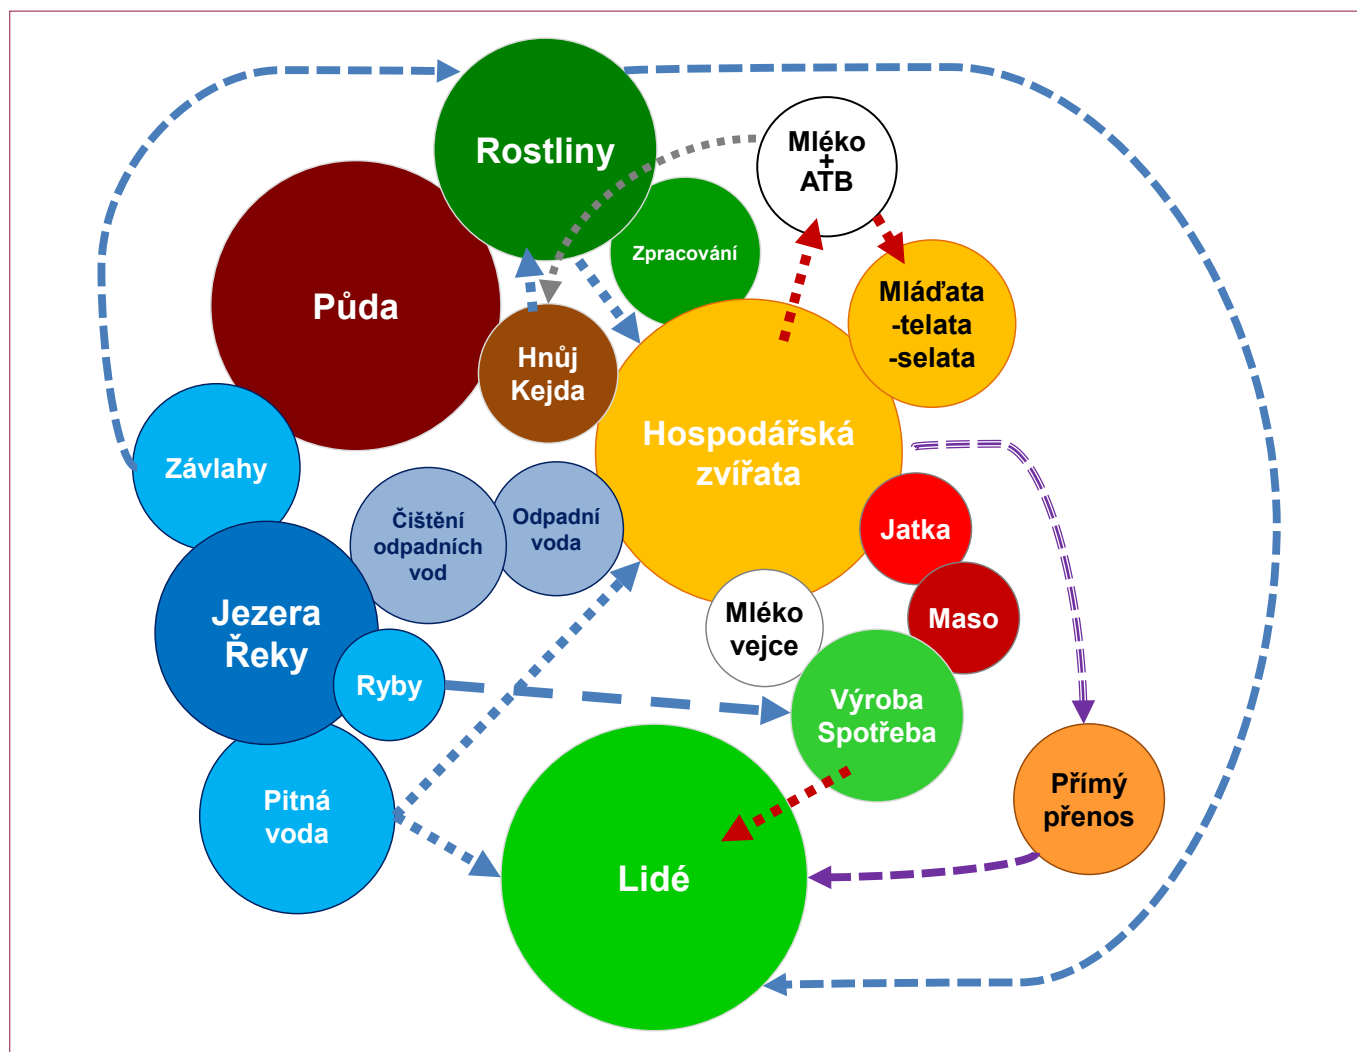 Rostliny
Mléko
+
ATB
Zpracování
Půda
Mláďata
-telata
-selata
Hnůj
Kejda
Hospodářská
zvířata
Závlahy
Čištění
odpadních
vod
Odpadní
voda
Jatka
Jezera
Řeky
Mléko
vejce
Maso
Ryby
Výroba
Spotřeba
Pitná
voda
Přímý
přenos
Lidé